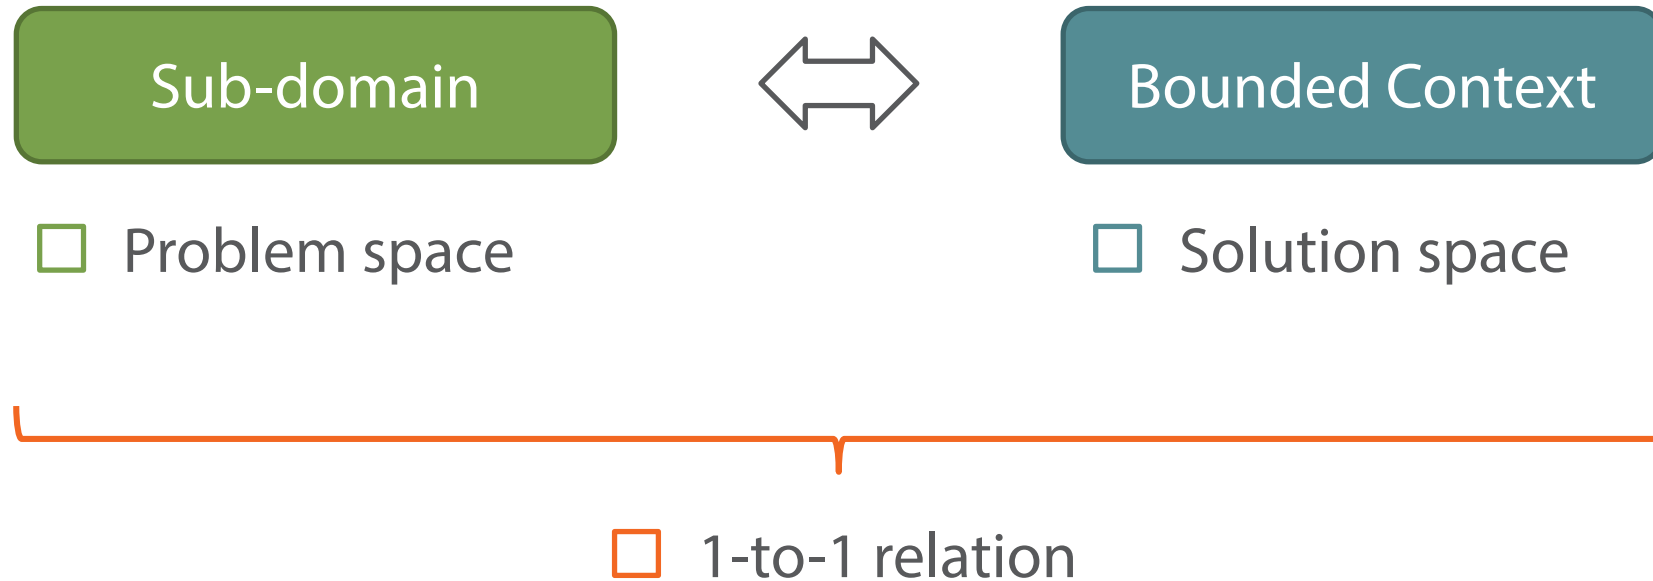 Sub-domain
Bounded Context
Problem space
Solution space
1-to-1 relation